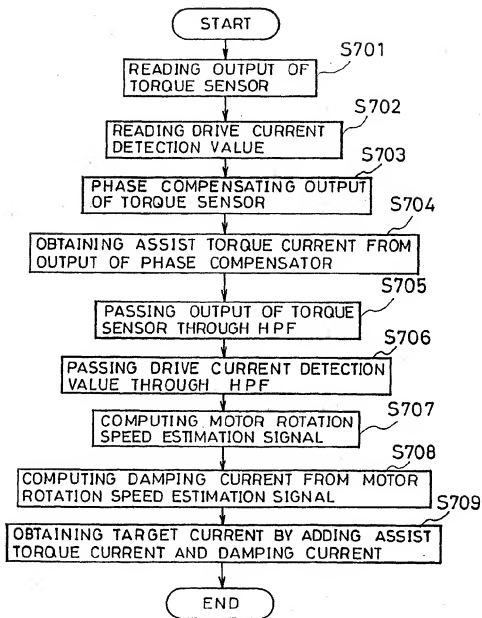 START
S701
READING OUTPUT OF
TORQUE SENSOR
S702
READING DRIVE CURRENT
DETECTION VALUE
S703
PHASE COMPENSATING OUTPUT
OF TORQUE SENSOR
S704
OBTAINING ASSIST TORQUE CURRENT FROM
OUTPUT OF PHASE COMPENSATOR
S705
PASSING OUTPUT OF TORQUE
SENSOR THROUGH HPF
S706
PASSING DRIVE CURRENT DETECTION
VALUE THROUGH HPF
S707
COMPUTING MOTOR ROTATION
SPEED ESTIMATION SIGNAL
S708
COMPUTING DAMPING CURRENT FROM MOTOR
ROTATION SPEED ESTIMATION SIGNAL
S709
OBTAINING TARGET CURRENT BY ADDING ASSIST
TORQUE CURRENT AND DAMPING CURRENT
END